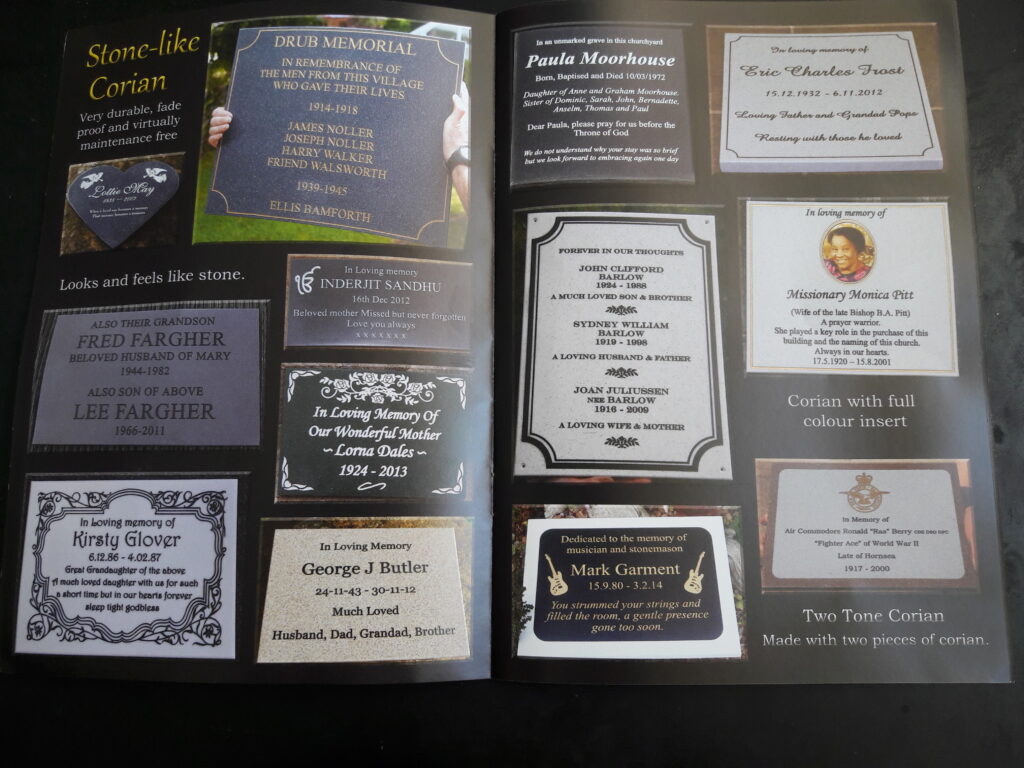 Stone-like
Corian
Very durable, fade
proof and virtually
maintenance free
DRUB MEMORIAL
IN REMEMBRANCE OF
THE MEN FROM THIS VILLAGE
WHO GAVE THEIR LIVES
1914-1918
JAMES NOLLER
JOSEPH NOLLER
HARRY WALKER
FRIEND WALSWORTH
1939-1945
ELLIS BAMFORTH
Lottie May
Looks and feels like stone.
In Loving memory
INDERJIT SANDHU
16th Dec 2012
Beloved mother Missed but never forgotten
Love you always
x x x x x x x
ALSO THEIR GRANDSON
FRED FARGHER
BELOVED HUSBAND OF MARY
1944-1982
ALSO SON OF ABOVE
LEE FARGHER
1966-2011
In Loving Memory Of
Our Wonderful Mother
~ Lorna Dales ~
1924 - 2013
In Loving memory of
Kirsty Glover
6.12.86 - 4.02.87
Great Grandaughter of the above
A much loved daughter with us for such
a short time but in our hearts forever
sleep tight godbless
In Loving Memory
George J Butler
24-11-43 - 30-11-12
Much Loved
Husband, Dad, Grandad, Brother
In an unmarked grave in this churchyard
Paula Moorhouse
Born, Baptised and Died 10/03/1972
Daughter of Anne and Graham Moorhouse.
Sister of Dominic, Sarah, John, Bernadette,
Anselm, Thomas and Paul
Dear Paula, please pray for us before the
Throne of God
We do not understand why your stay was so brief
but we look forward to embracing again one day
In loving memory of
Eric Charles Frost
15.12.1932 - 6.11.2012
Loving Father and Grandad Pops
Resting with those he loved
FOREVER IN OUR THOUGHTS
JOHN CLIFFORD
BARLOW
1924 - 1988
A MUCH LOVED SON & BROTHER
SYDNEY WILLIAM
BARLOW
1919 - 1998
A LOVING HUSBAND & FATHER
JOAN JULIUSSEN
NEE BARLOW
1916 - 2009
A LOVING WIFE & MOTHER
In loving memory of
Missionary Monica Pitt
(Wife of the late Bishop B.A. Pitt)
A prayer warrior.
She played a key role in the purchase of this
building and the naming of this church.
Always in our hearts.
17.5.1920 – 15.8.2001
Corian with full
colour insert
Dedicated to the memory of
musician and stonemason
Mark Garment
15.9.80 - 3.2.14
You strummed your strings and
filled the room, a gentle presence
gone too soon.
In Memory of
Air Commodore Ronald "Ras" Berry CBE DSO DFC
"Fighter Ace" of World War II
Late of Hornsea
1917 - 2000
Two Tone Corian
Made with two pieces of corian.